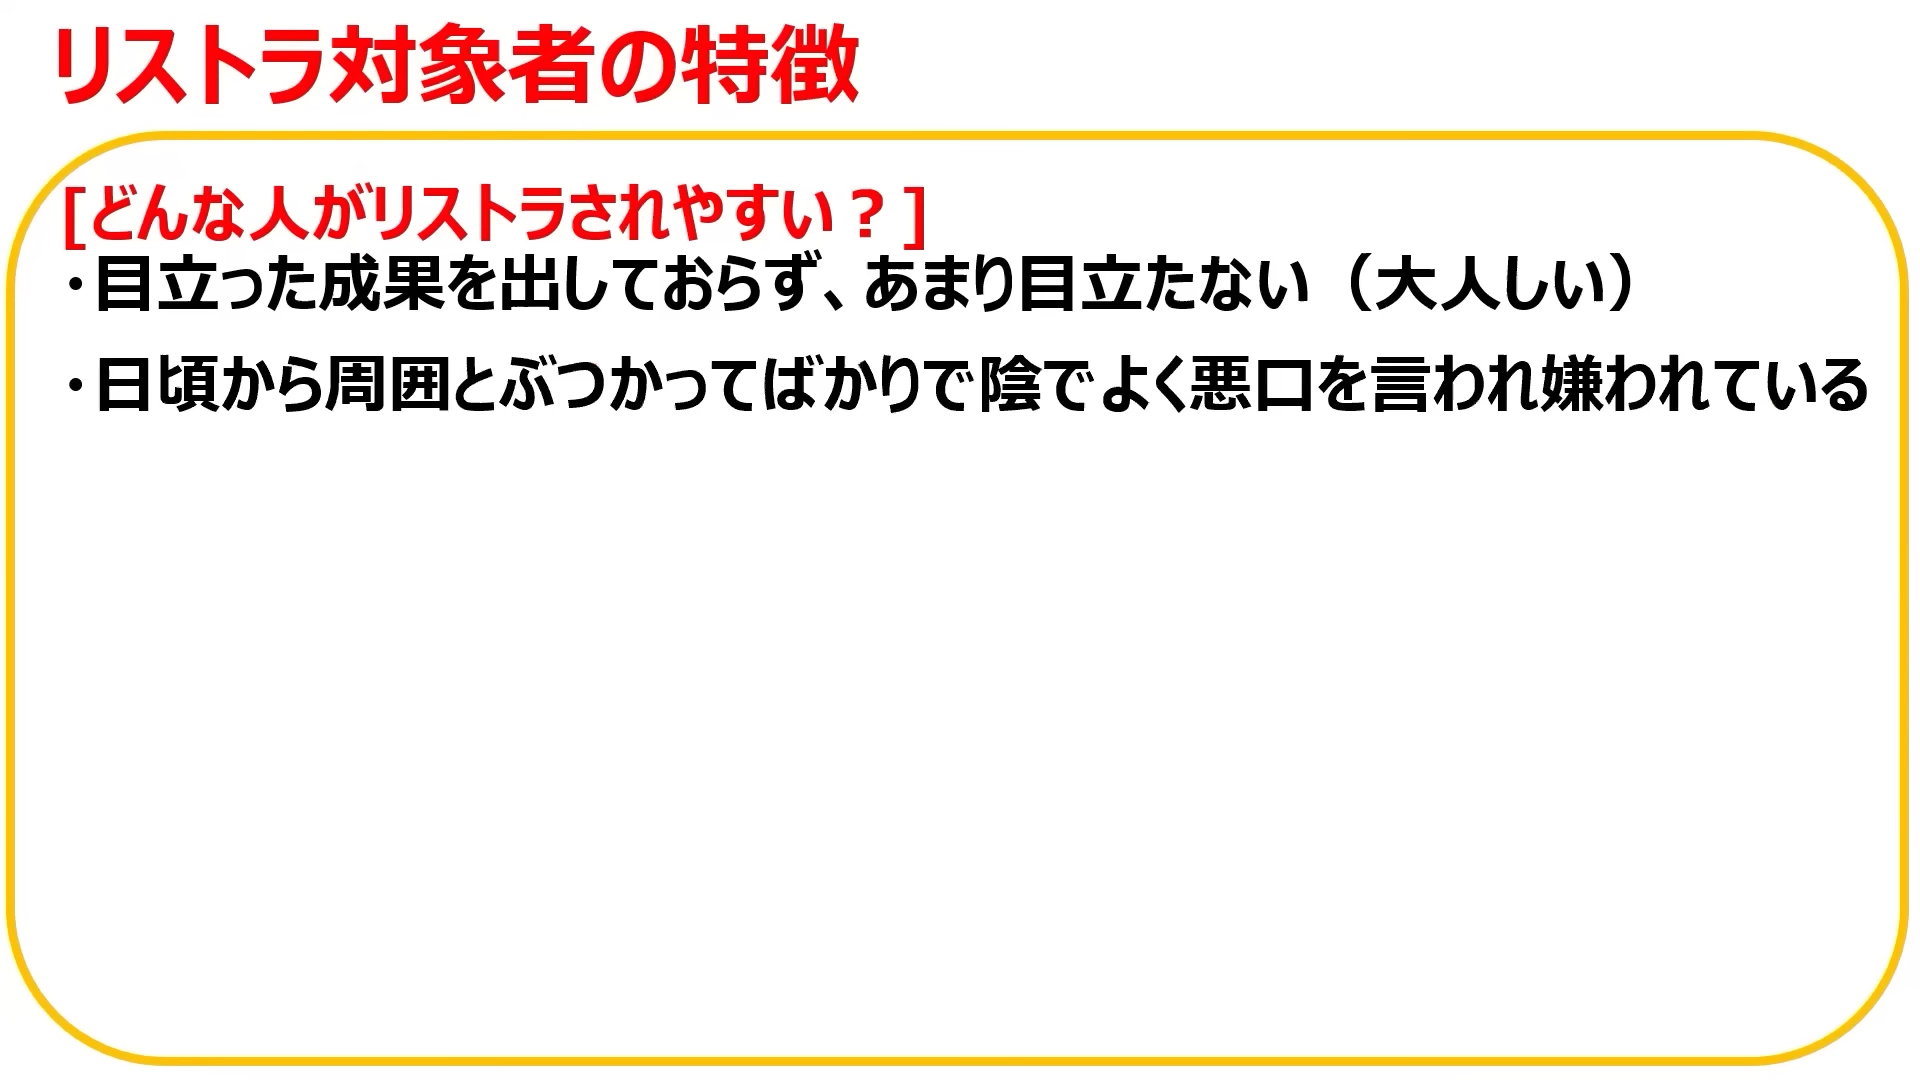 リストラ対象者の特徴
[どんな人がリストラされやすい？]
・目立った成果を出しておらず、あまり目立たない（大人しい）
・日頃から周囲とぶつかってばかりで陰でよく悪口を言われ嫌われている